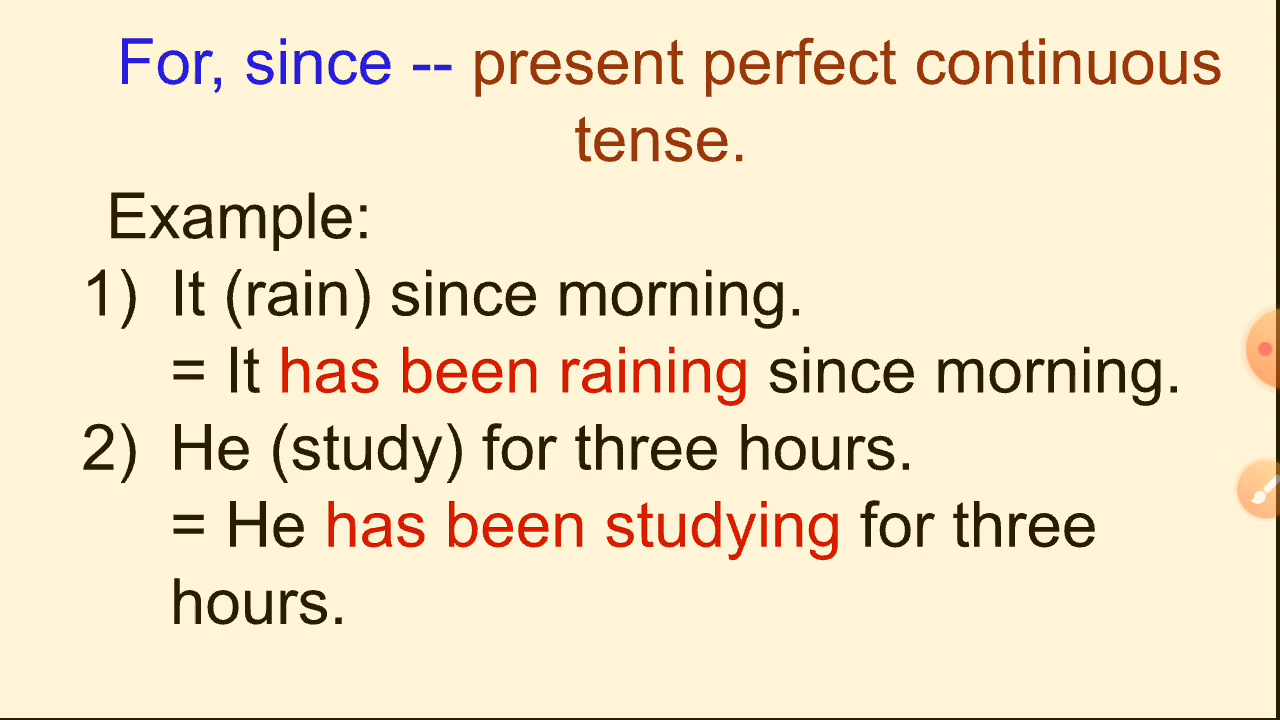 For, since -- present perfect continuous
tense.
Example:
1) It (rain) since morning.
= It has been raining since morning.
2) He (study) for three hours.
= He has been studying for three
hours.